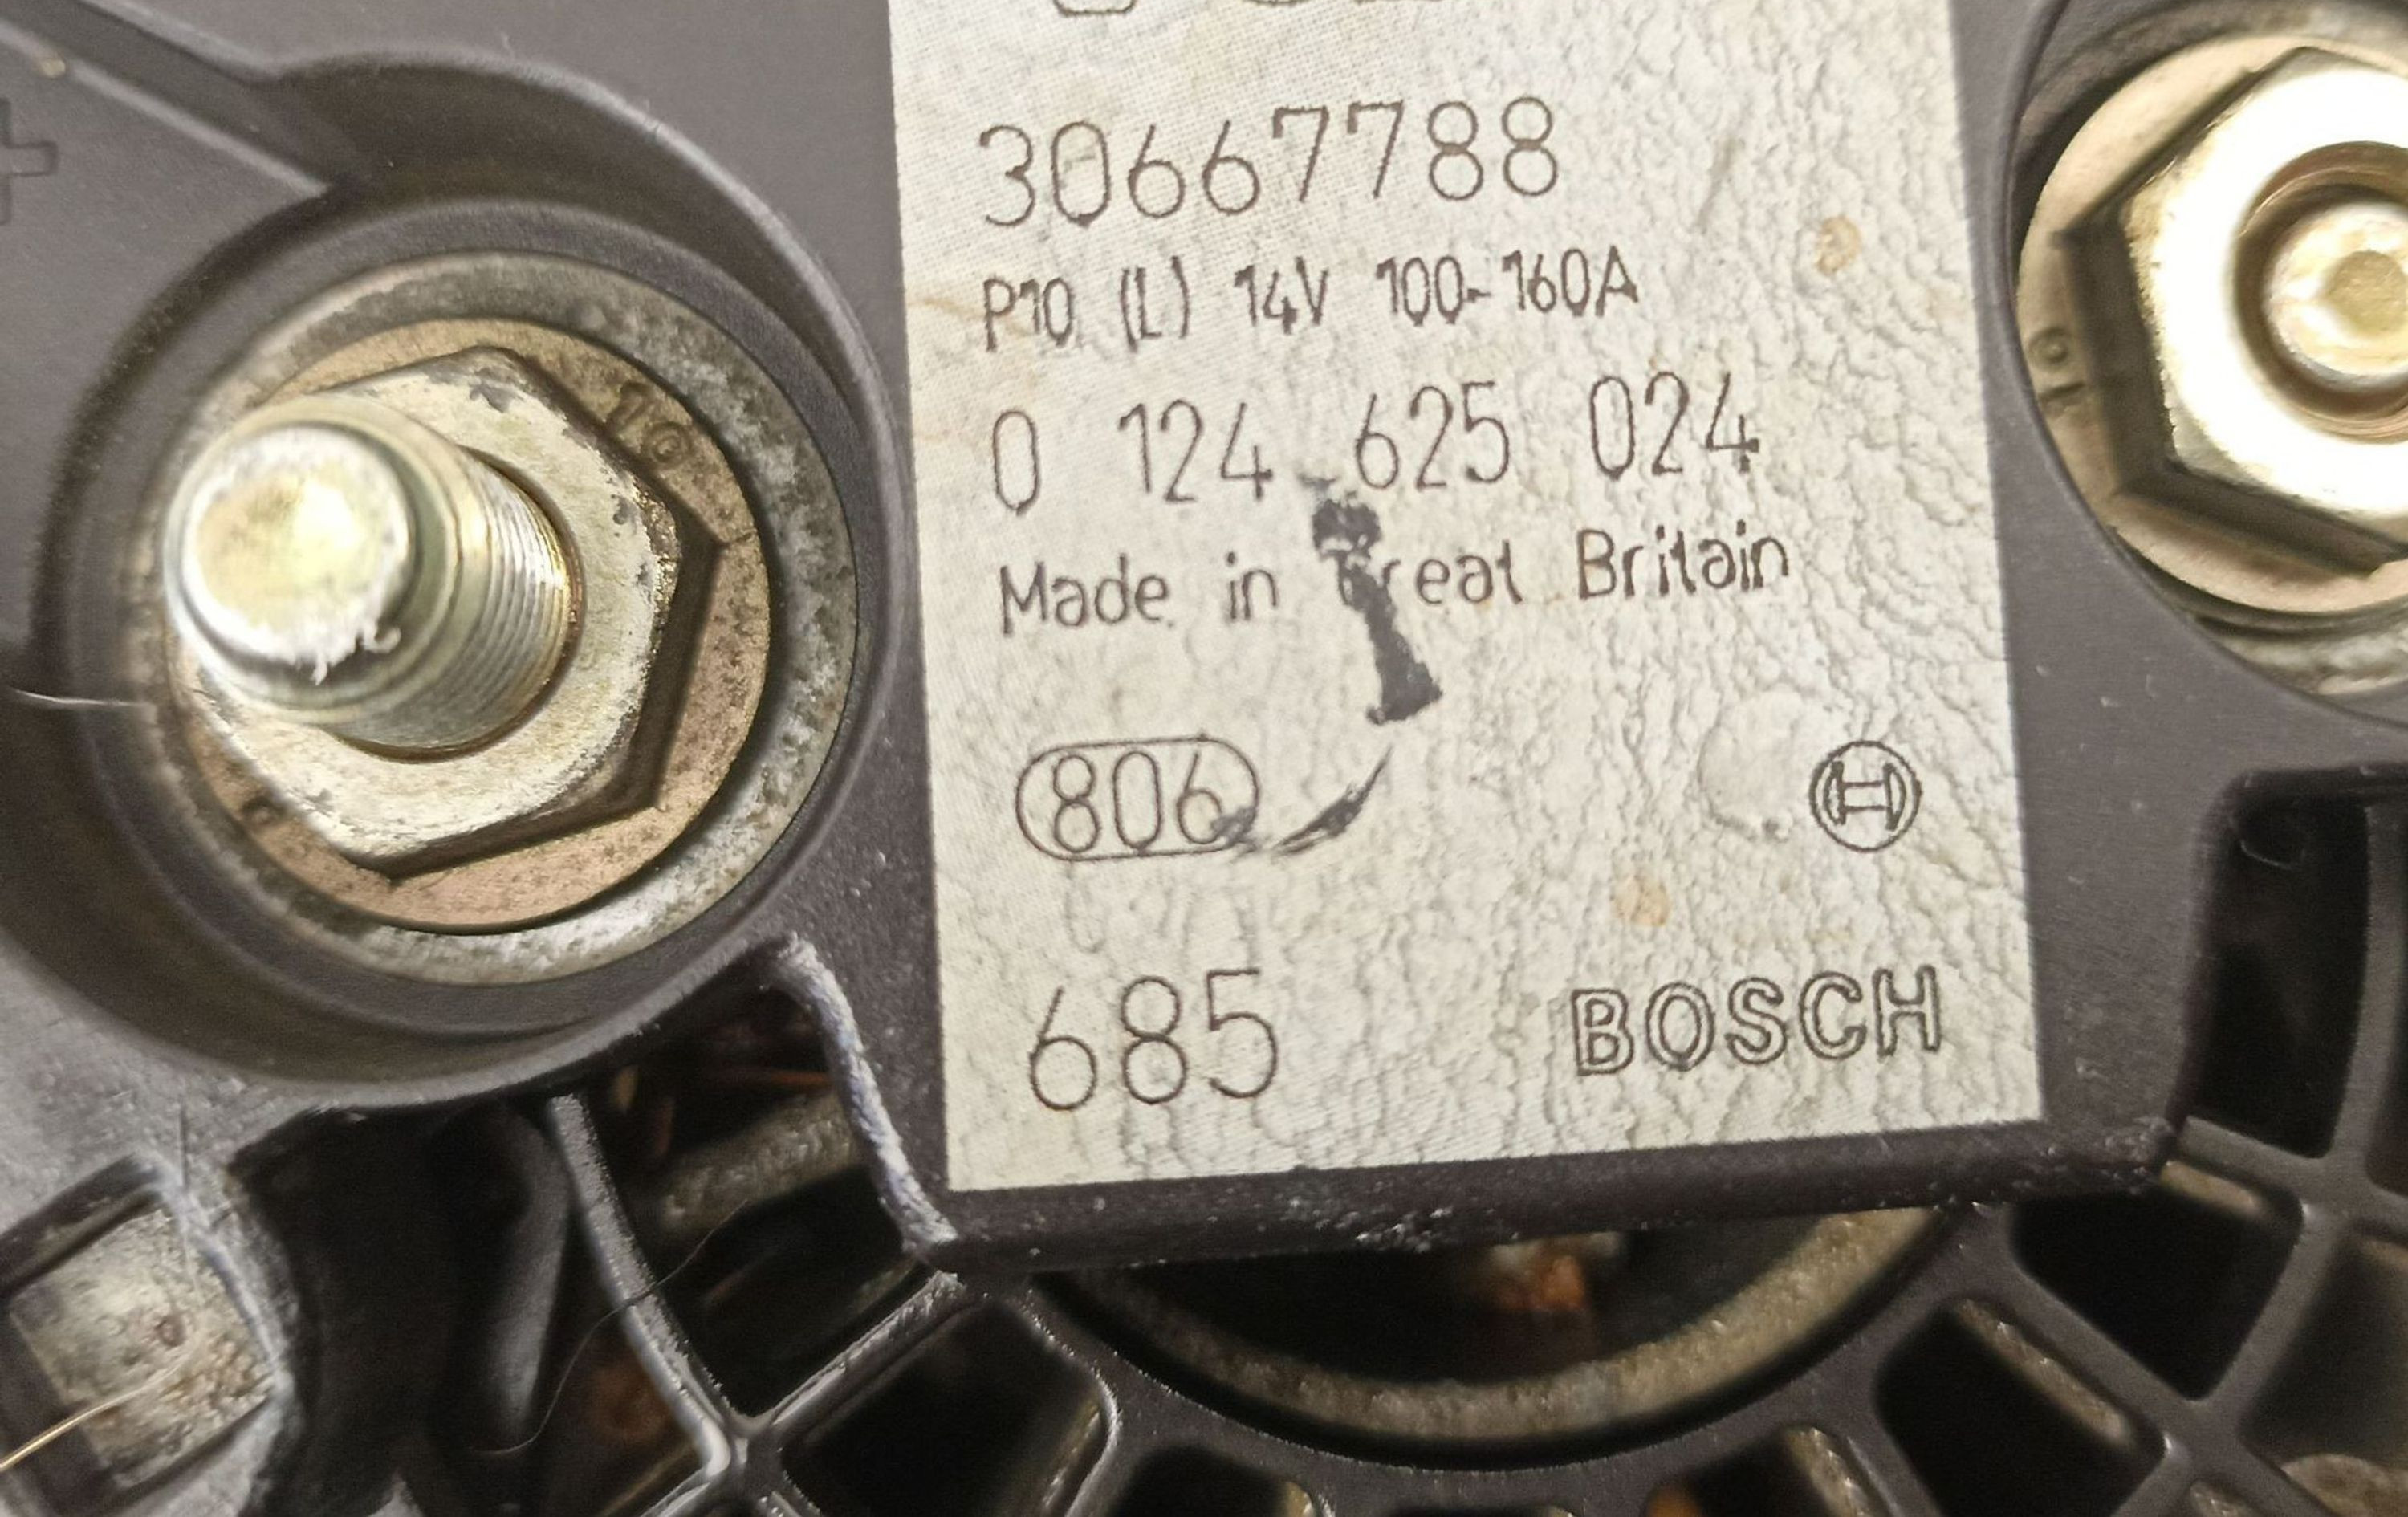 30667788
P10 (L) 14V 100-160A
0 124 625 024
Made in Great Britain
806
685 BOSCH